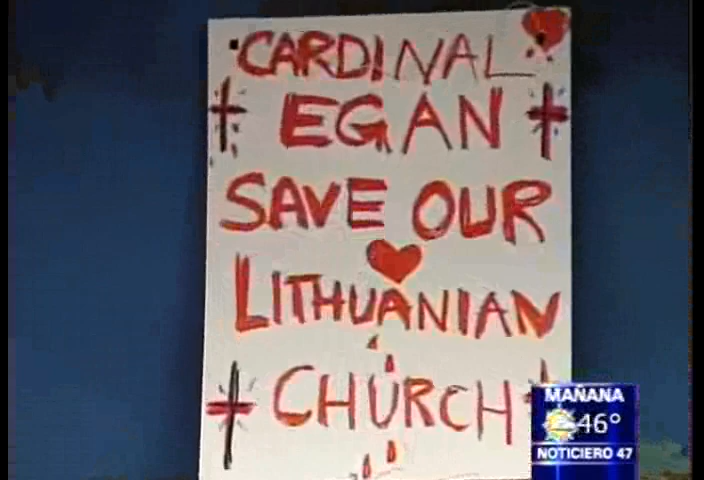 CARDINAL
EGAN
SAVE OUR
LITHUANIAN
CHURCH
MAÑANA
46°
NOTICIERO 47